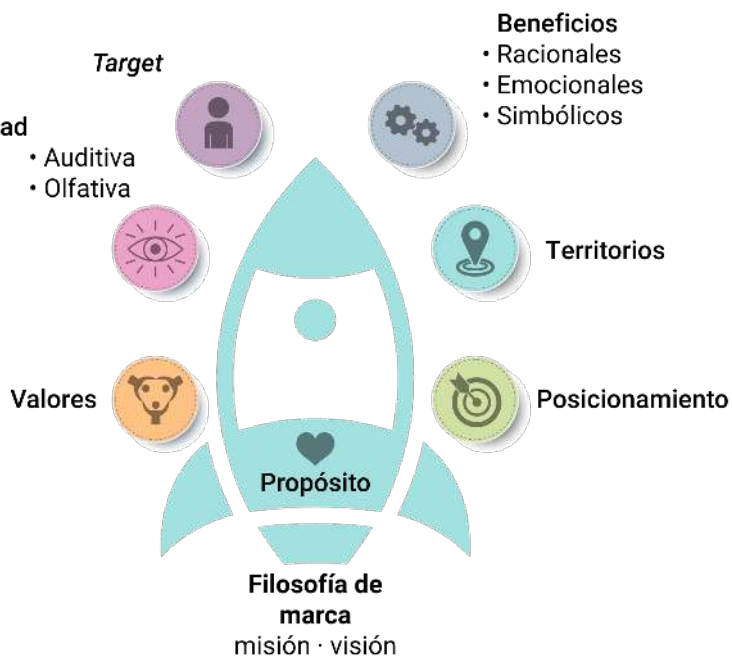 Target
Beneficios
• Racionales
• Emocionales
• Simbólicos
ad
• Auditiva
• Olfativa
Territorios
Valores
Posicionamiento
Propósito
Filosofía de
marca
misión · visión